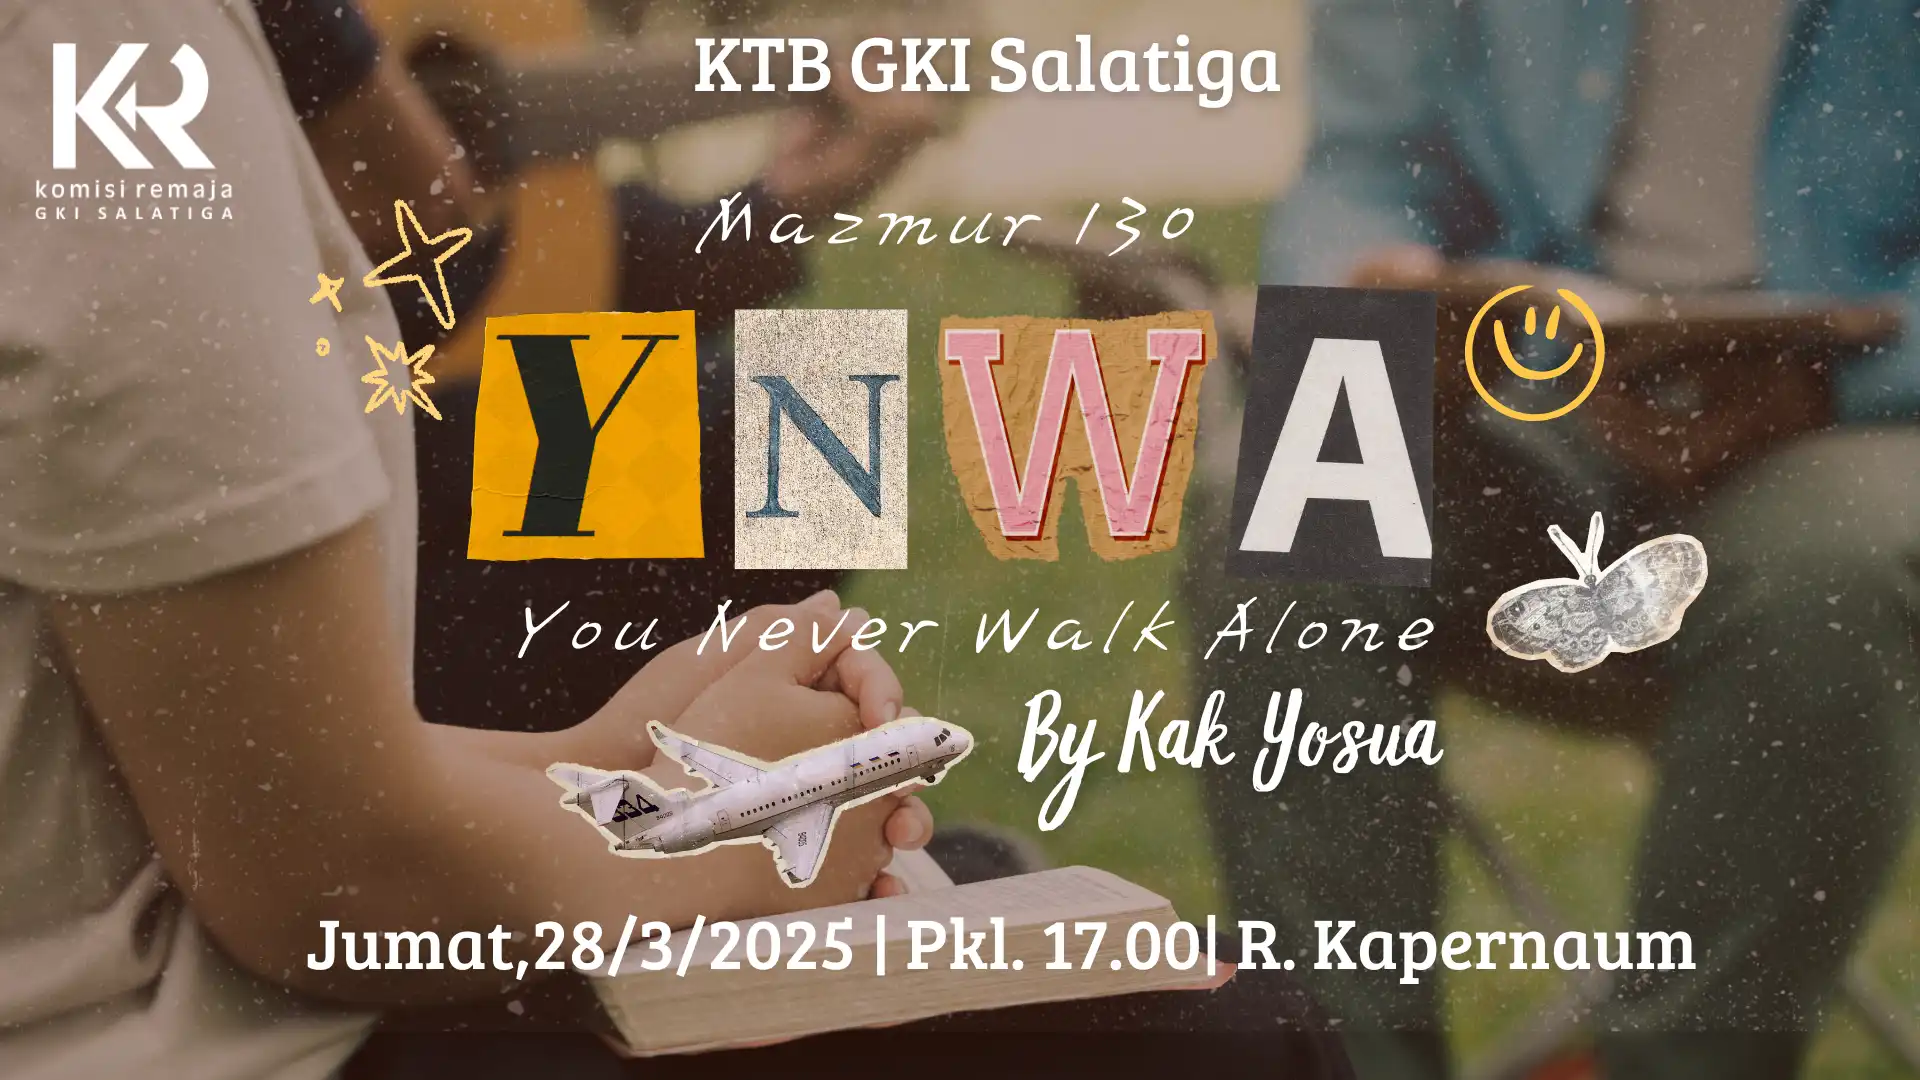 KTB GKI Salatiga
KR
komisi remaja
GKI SALATIGA
Mazmur 130
YNWA
You Never Walk Alone
By Kak Yosua
Jumat,28/3/2025 | Pkl. 17.00| R. Kapernaum